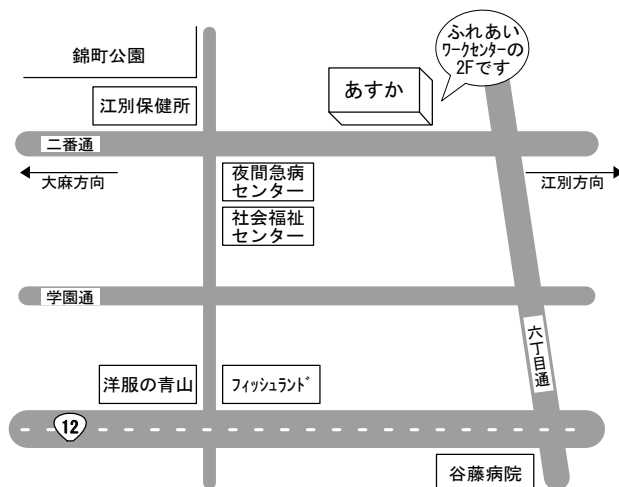 錦町公園
江別保健所
あすか
ふれあい
ワークセンターの
2Fです
二番通
大麻方向
江別方向
夜間急病
センター
社会福祉
センター
学園通
六丁目通
洋服の青山
フィッシュランド
12
谷藤病院